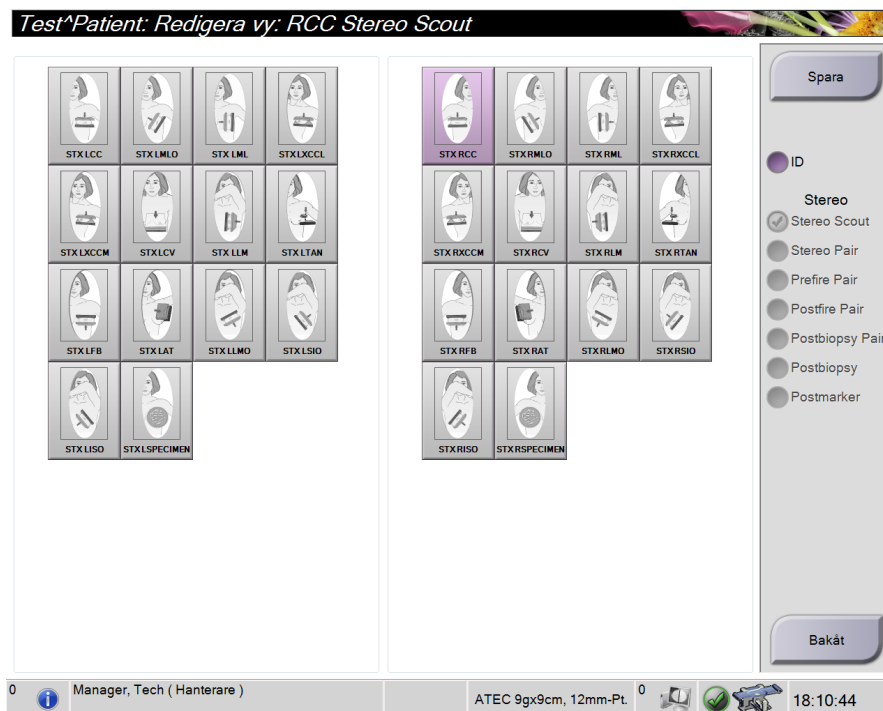 Test^Patient: Redigera vy: RCC Stereo Scout
STX LCC STX LMLO STX LML STX LXCCL
STX LXCCM STX LCV STX LLM STX LTAN
STX LFB STX LAT STX LLMO STX LSIO
STX LISO STX LSPECIMEN
STX RCC STX RMLO STX RML STX RXCCL
STX RXCCM STX RCV STX RLM STX RTAN
STX RFB STX RAT STX RLMO STX RSIO
STX RISO STX RSPECIMEN
Spara
ID
Stereo
Stereo Scout
Stereo Pair
Prefire Pair
Postfire Pair
Postbiopsy Pair
Postbiopsy
Postmarker
Bakåt
0 Manager, Tech ( Hanterare ) ATEC 9gx9cm, 12mm-Pt. 0 18:10:44